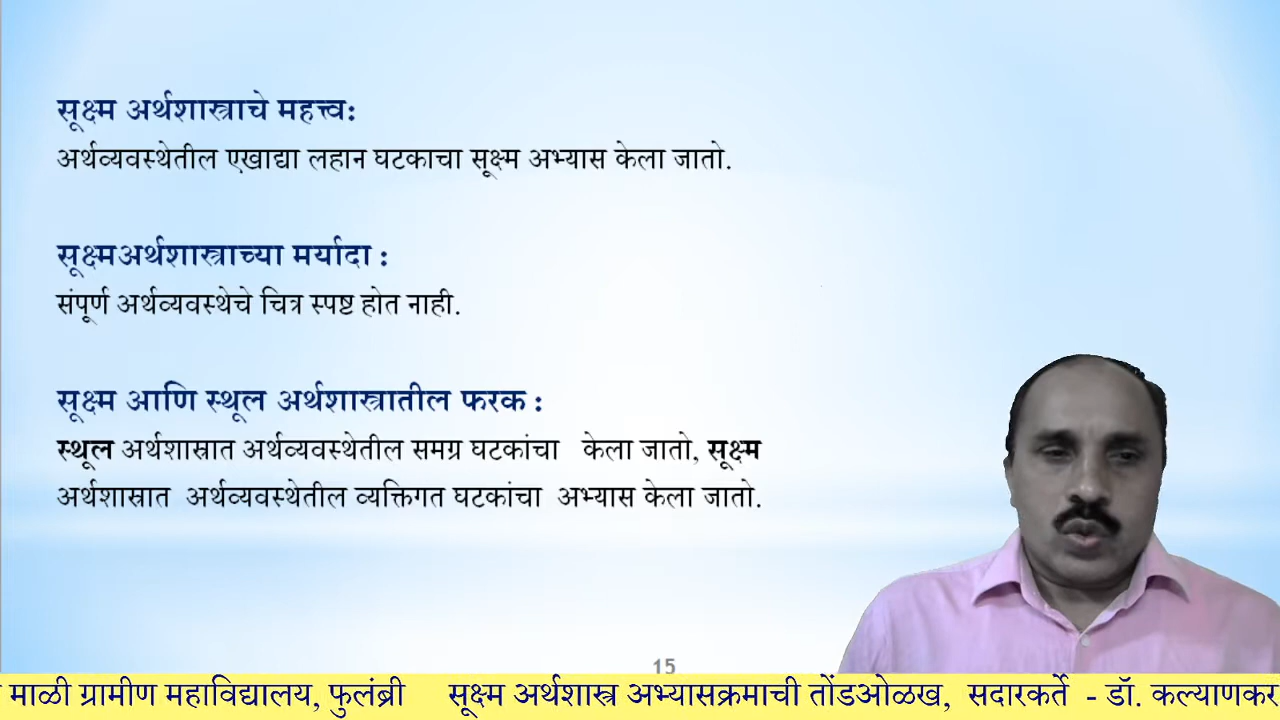 सूक्ष्म अर्थशास्त्राचे महत्त्व:
अर्थव्यवस्थेतील एखाद्या लहान घटकाचा सूक्ष्म अभ्यास केला जातो.
सूक्ष्मअर्थशास्त्राच्या मर्यादा :
संपूर्ण अर्थव्यवस्थेचे चित्र स्पष्ट होत नाही.
सूक्ष्म आणि स्थूल अर्थशास्त्रातील फरक :
स्थूल अर्थशास्रात अर्थव्यवस्थेतील समग्र घटकांचा केला जातो, सूक्ष्म
अर्थशास्रात अर्थव्यवस्थेतील व्यक्तिगत घटकांचा अभ्यास केला जातो.
15
माळी ग्रामीण महाविद्यालय, फुलंब्री सूक्ष्म अर्थशास्त्र अभ्यासक्रमाची तोंडओळख, सदारकर्ते - डॉ. कल्याणकर